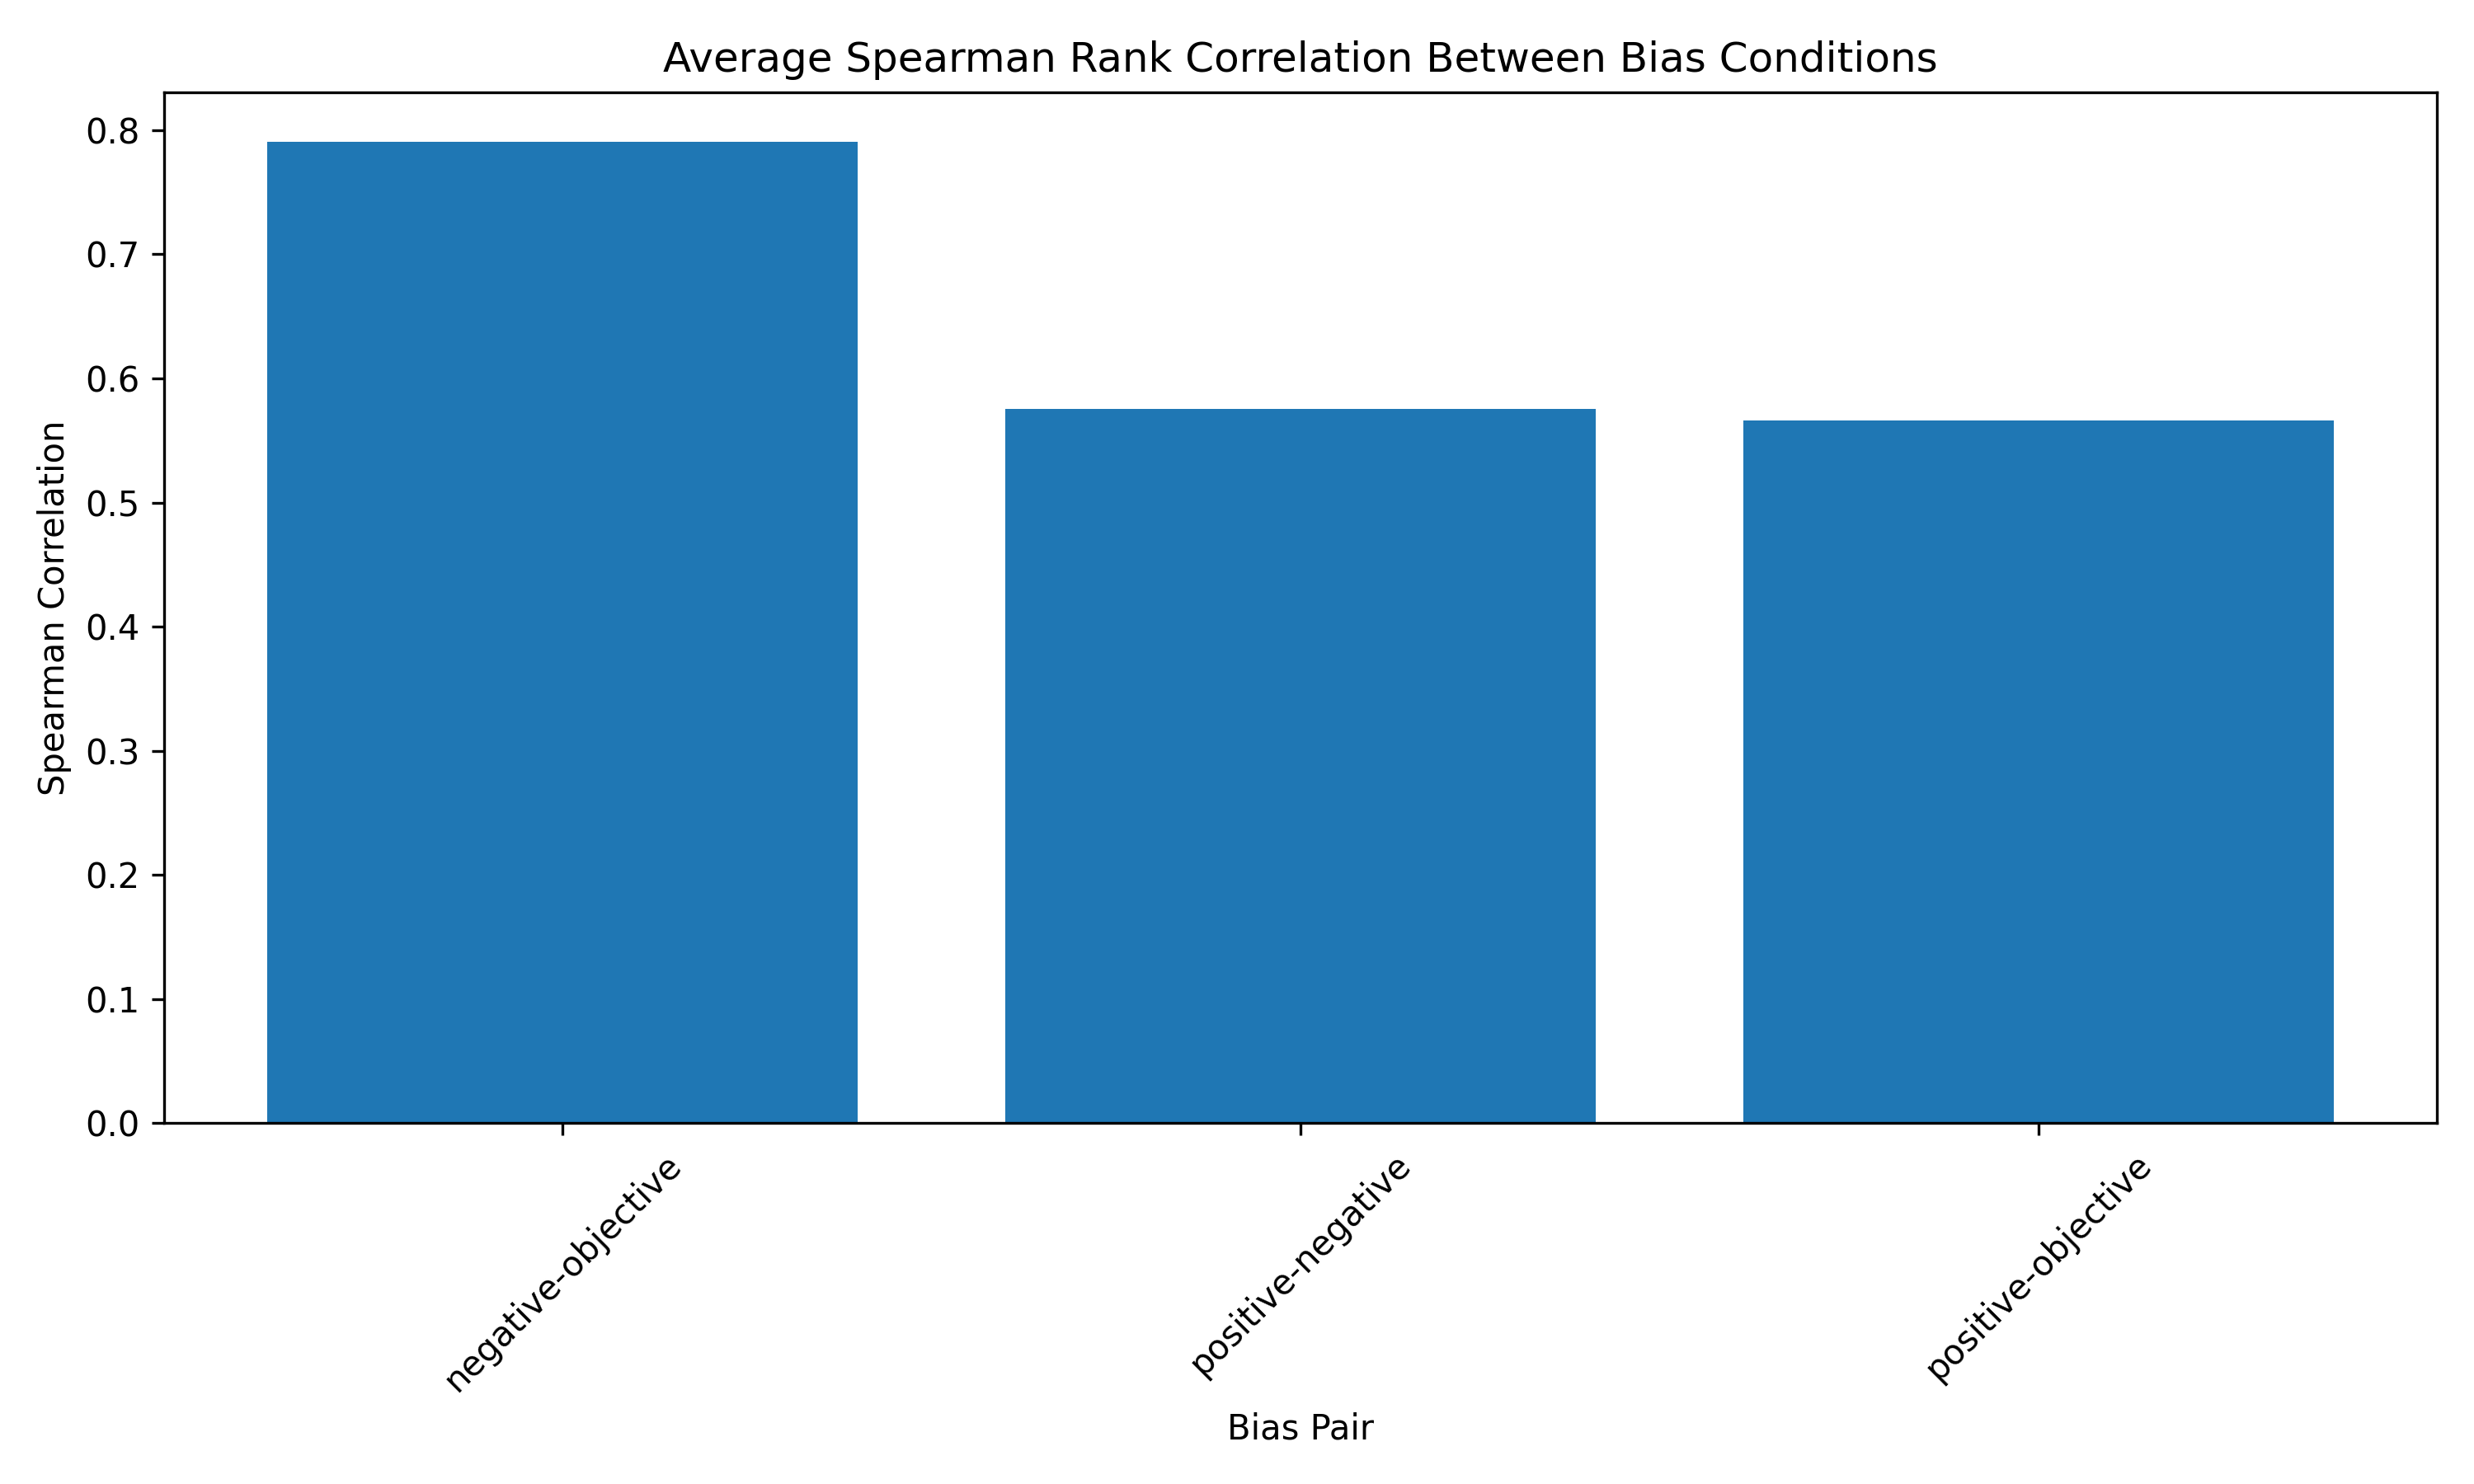 Average Spearman Rank Correlation Between Bias Conditions
Spearman Correlation
0.8
0.7
0.6
0.5
0.4
0.3
0.2
0.1
0.0
negative-objective
positive-negative
positive-objective
Bias Pair